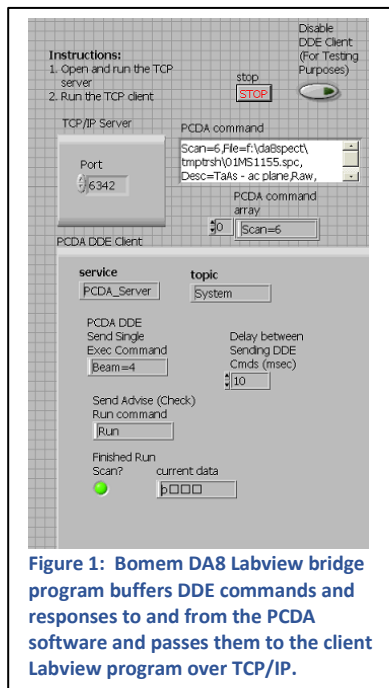 Disable
DDE Client
(For Testing
Purposes)
Instructions:
1. Open and run the TCP
server
2. Run the TCP client
stop
STOP
TCP/IP Server
Port
6342
PCDA command
Scan=6,File=f:\da8spect\
tmptrsh\01MS1155.spc,
Desc=TaAs - ac plane,Raw,
PCDA command
array
0
Scan=6
PCDA DDE Client
service
PCDA_Server
topic
System
PCDA DDE
Send Single
Exec Command
Beam=4
Delay between
Sending DDE
Cmds (msec)
10
Send Advise (Check)
Run command
Run
Finished Run
Scan?
current data
þ□□□
Figure 1: Bomem DA8 Labview bridge
program buffers DDE commands and
responses to and from the PCDA
software and passes them to the client
Labview program over TCP/IP.